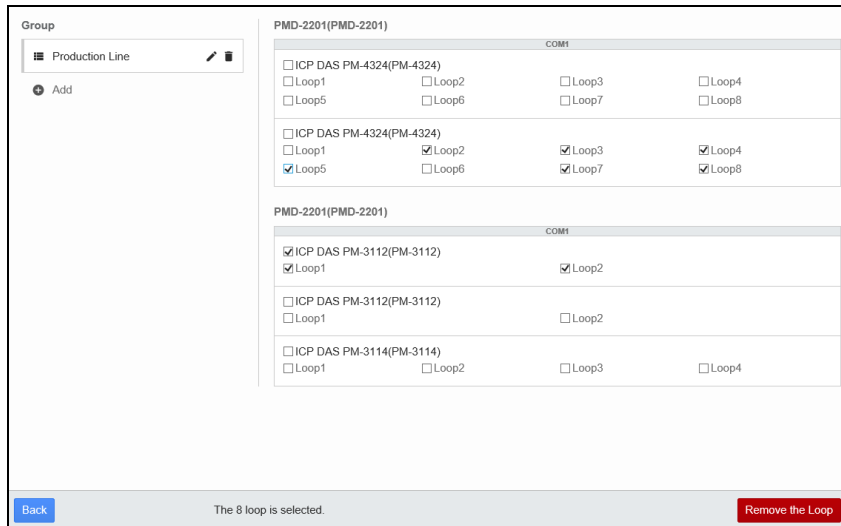 Group
Production Line
Add
PMD-2201(PMD-2201)
COM1
ICP DAS PM-4324(PM-4324)
Loop1 Loop2 Loop3 Loop4
Loop5 Loop6 Loop7 Loop8
ICP DAS PM-4324(PM-4324)
Loop1 Loop2 Loop3 Loop4
Loop5 Loop6 Loop7 Loop8
PMD-2201(PMD-2201)
COM1
ICP DAS PM-3112(PM-3112)
Loop1 Loop2
ICP DAS PM-3112(PM-3112)
Loop1 Loop2
ICP DAS PM-3114(PM-3114)
Loop1 Loop2 Loop3 Loop4
Back The 8 loop is selected. Remove the Loop